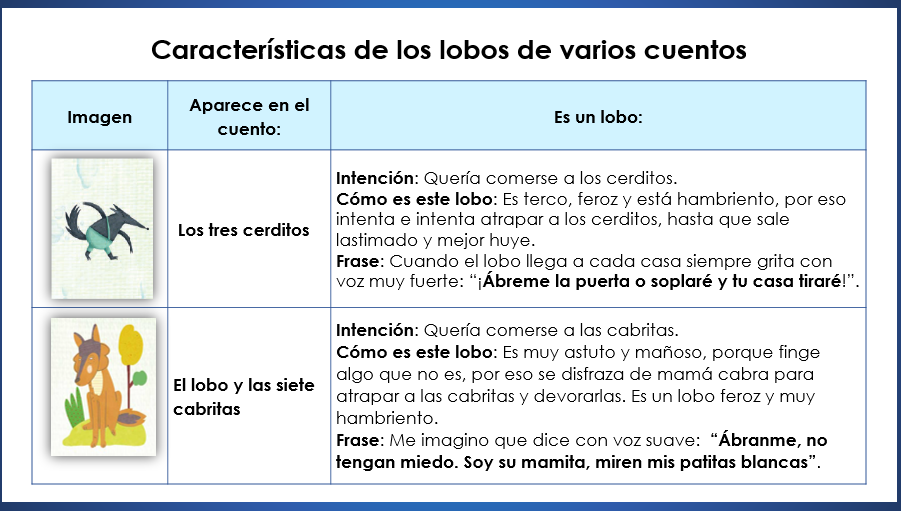 Características de los lobos de varios cuentos
Imagen
Aparece en el
cuento:
Es un lobo:
Los tres cerditos
Intención: Quería comerse a los cerditos.
Cómo es este lobo: Es terco, feroz y está hambriento, por eso
intenta e intenta atrapar a los cerditos, hasta que sale
lastimado y mejor huye.
Frase: Cuando el lobo llega a cada casa siempre grita con
voz muy fuerte: “¡Ábreme la puerta o soplaré y tu casa tiraré!”.
El lobo y las siete
cabritas
Intención: Quería comerse a las cabritas.
Cómo es este lobo: Es muy astuto y mañoso, porque finge
algo que no es, por eso se disfraza de mamá cabra para
atrapar a las cabritas y devorarlas. Es un lobo feroz y muy
hambriento.
Frase: Me imagino que dice con voz suave: “Ábranme, no
tengan miedo. Soy su mamita, miren mis patitas blancas”.